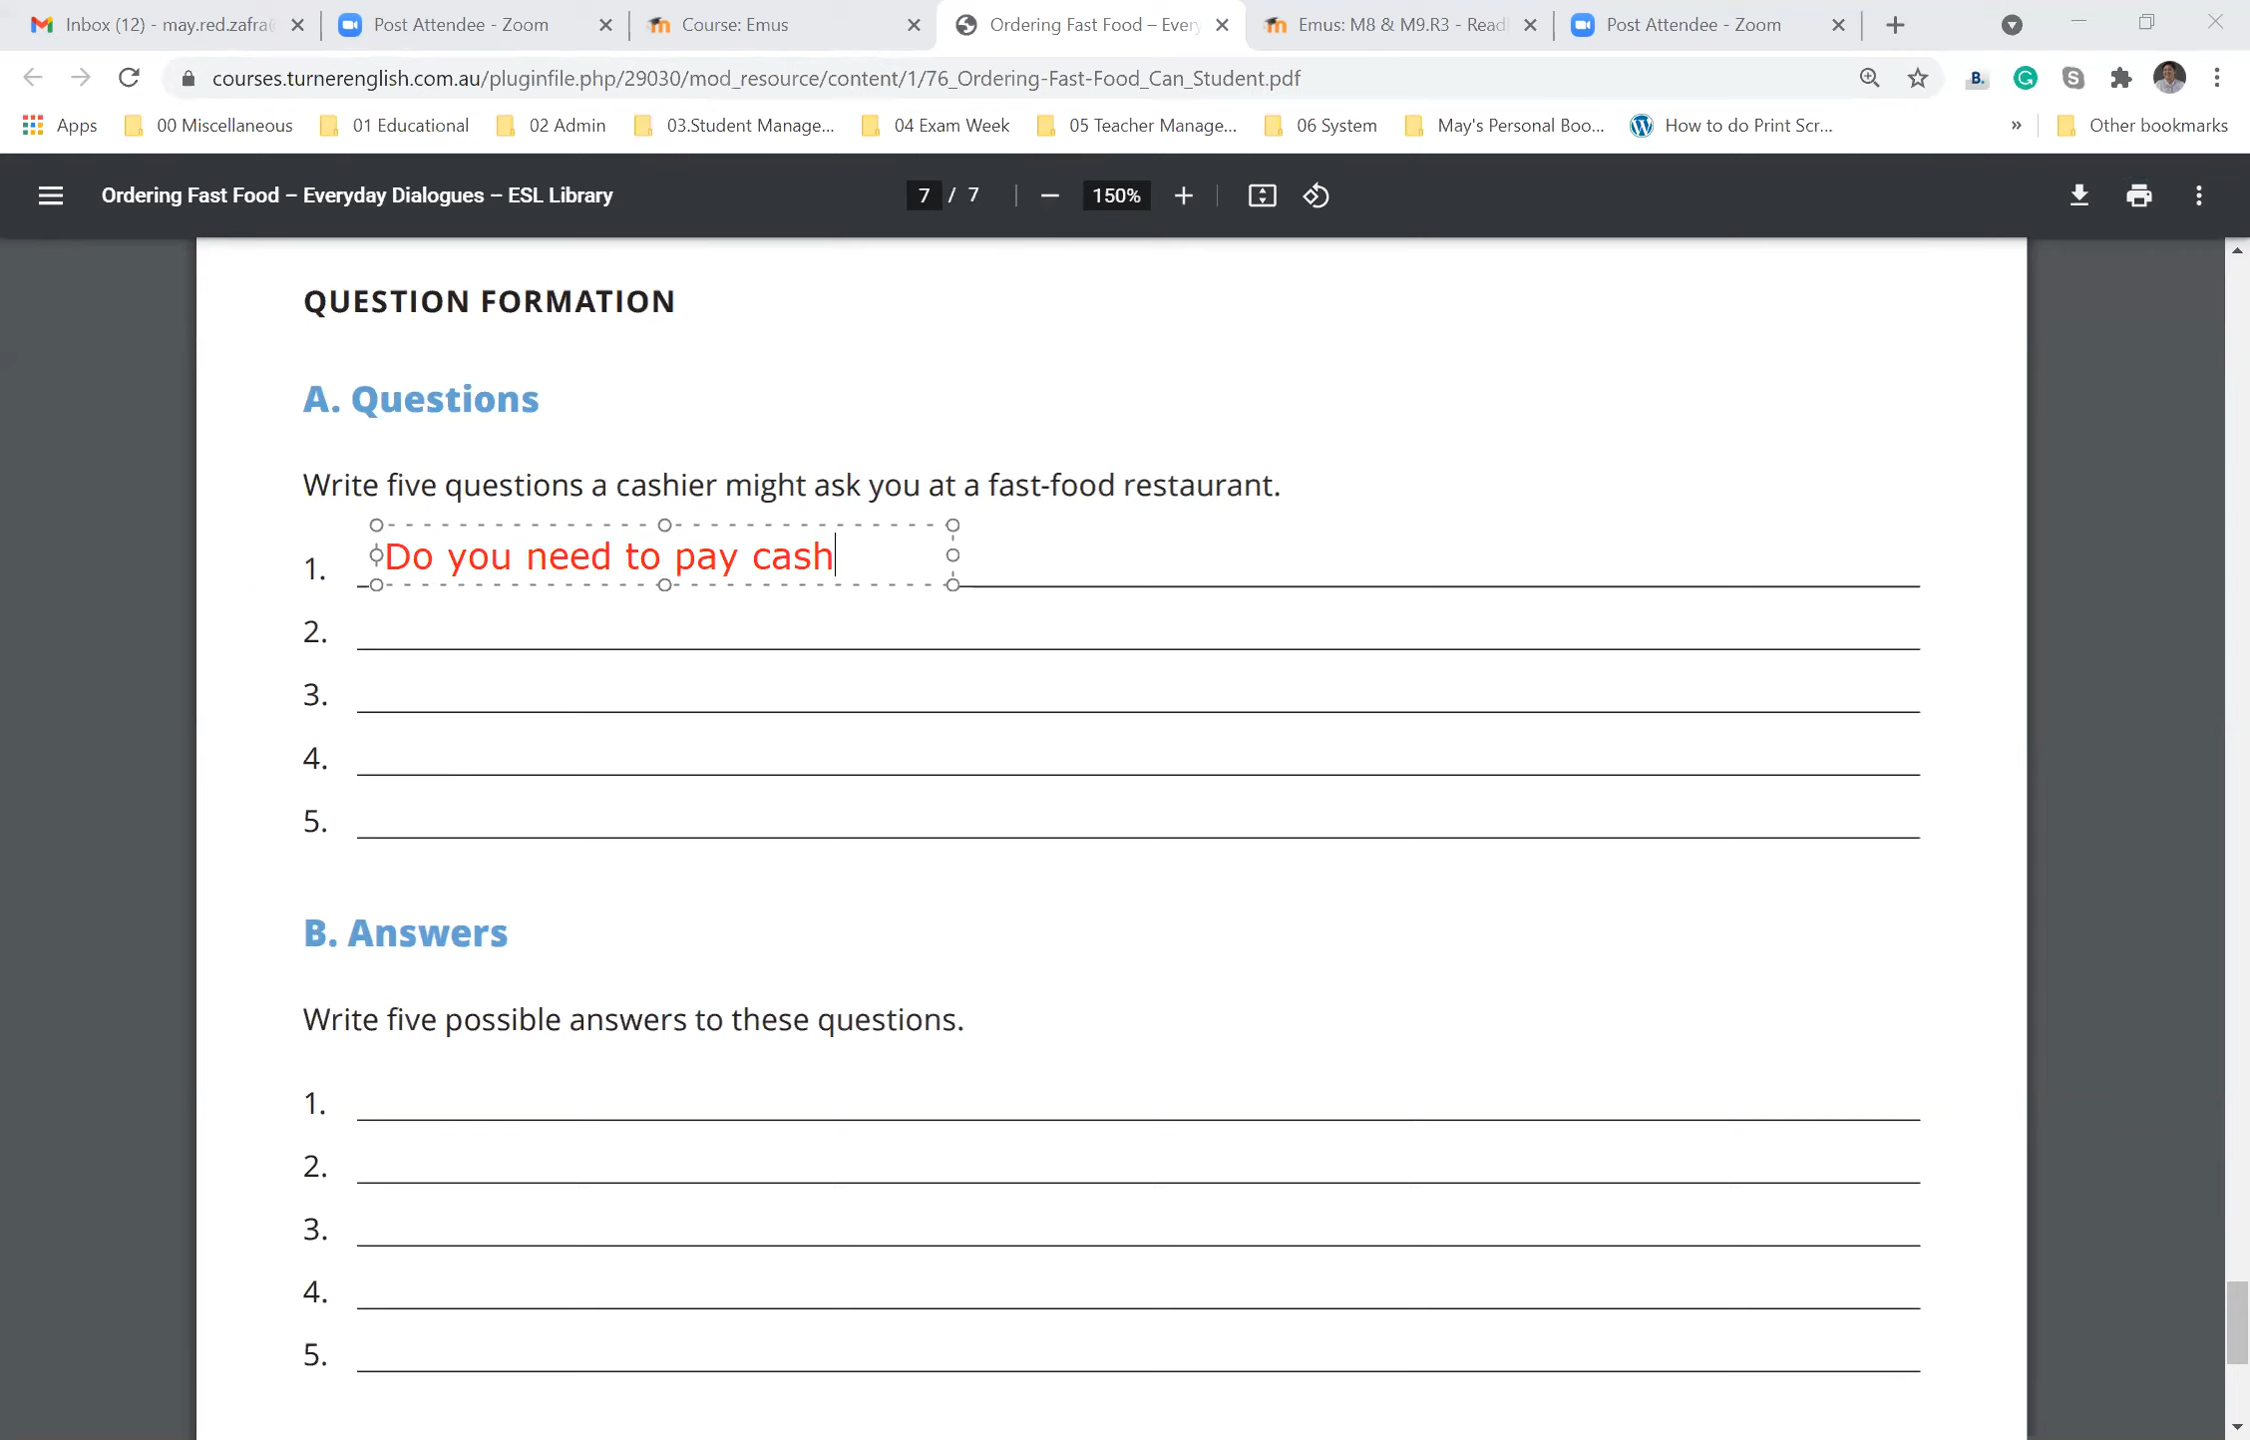 Inbox (12) - may.red.zafra@
Post Attendee - Zoom
Course: Emus
Ordering Fast Food – Every
Emus: M8 & M9.R3 - Readi
Post Attendee - Zoom
courses.turnerenglish.com.au/pluginfile.php/29030/mod_resource/content/1/76_Ordering-Fast-Food_Can_Student.pdf
B.
Apps
00 Miscellaneous
01 Educational
02 Admin
03.Student Manage...
04 Exam Week
05 Teacher Manage...
06 System
May's Personal Boo...
How to do Print Scr...
»
Other bookmarks
Ordering Fast Food – Everyday Dialogues – ESL Library
7 / 7
150%
QUESTION FORMATION
A. Questions
Write five questions a cashier might ask you at a fast-food restaurant.
1. Do you need to pay cash
2.
3.
4.
5.
B. Answers
Write five possible answers to these questions.
1.
2.
3.
4.
5.